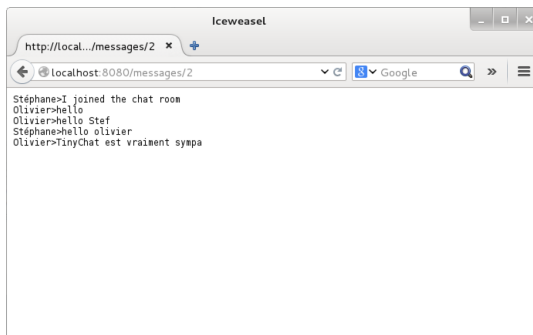 Iceweasel
http://local.../messages/2
localhost:8080/messages/2
Google
Stéphane>I joined the chat room
Olivier>hello
Olivier>hello Stef
Stéphane>hello olivier
Olivier>TinyChat est vraiment sympa